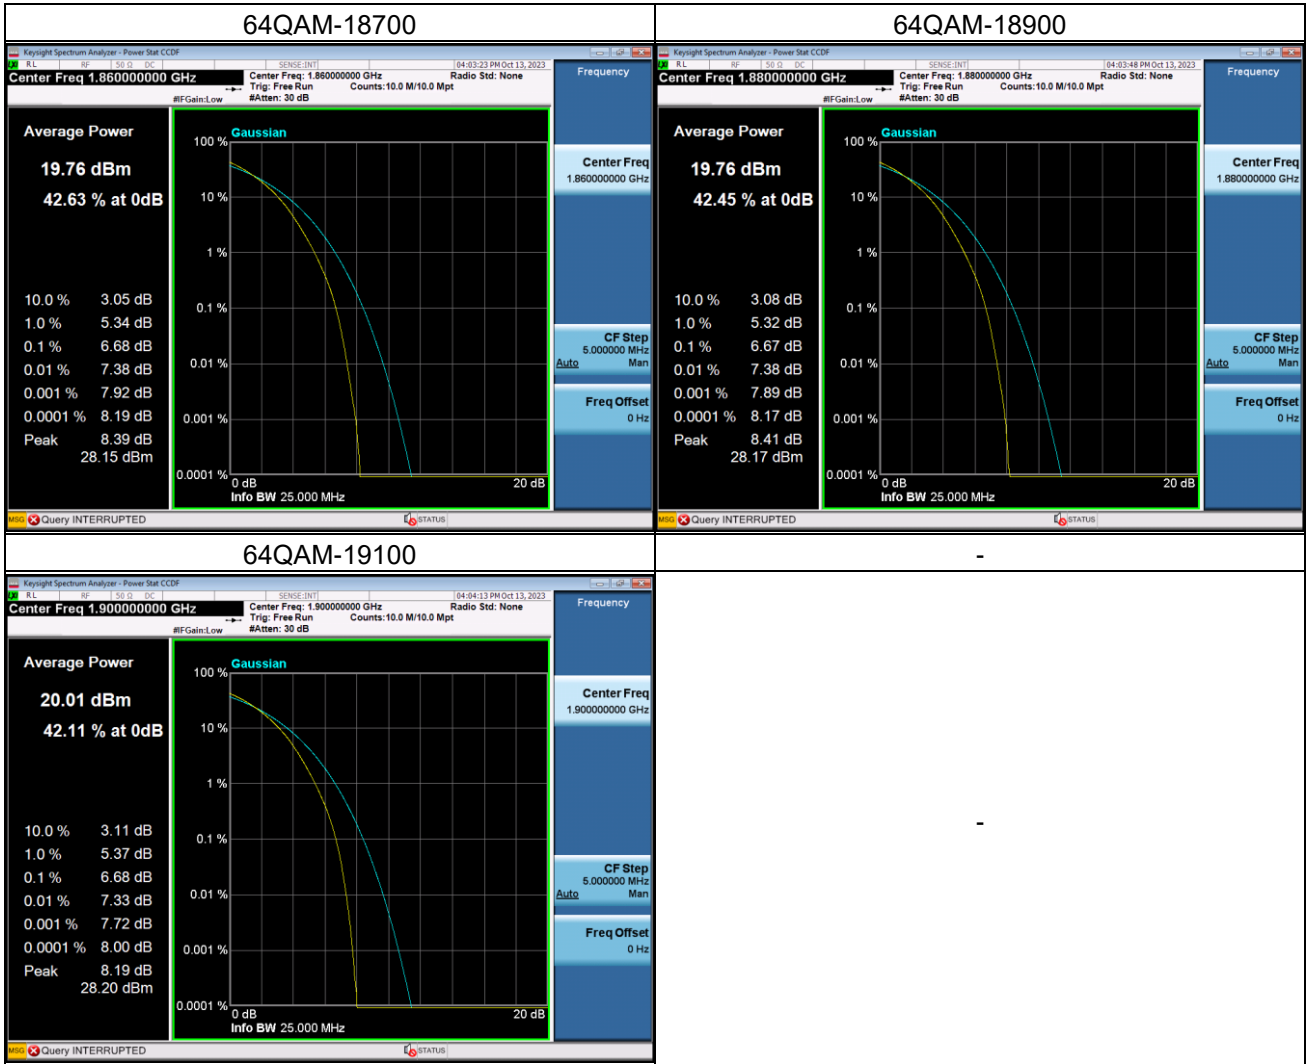 64QAM-18700
64QAM-18900
Keysight Spectrum Analyzer - Power Stat CCDF
RL RF 50 Ω DC SENSE:INT 04:03:23 PM Oct 13, 2023
Center Freq 1.860000000 GHz
Center Freq: 1.860000000 GHz Radio Std: None
Trig: Free Run Counts:10.0 M/10.0 Mpt
#IFGain:Low #Atten: 30 dB
Frequency
Average Power
19.76 dBm
42.63 % at 0dB
10.0 % 3.05 dB
1.0 % 5.34 dB
0.1 % 6.68 dB
0.01 % 7.38 dB
0.001 % 7.92 dB
0.0001 % 8.19 dB
Peak 8.39 dB
28.15 dBm
Gaussian
100 %
10 %
1 %
0.1 %
0.01 %
0.001 %
0.0001 %
0 dB 20 dB
Info BW 25.000 MHz
Center Freq
1.860000000 GHz
CF Step
5.000000 MHz
Auto Man
Freq Offset
0 Hz
MSG Query INTERRUPTED STATUS
Keysight Spectrum Analyzer - Power Stat CCDF
RL RF 50 Ω DC SENSE:INT 04:03:48 PM Oct 13, 2023
Center Freq 1.880000000 GHz
Center Freq: 1.880000000 GHz Radio Std: None
Trig: Free Run Counts:10.0 M/10.0 Mpt
#IFGain:Low #Atten: 30 dB
Frequency
Average Power
19.76 dBm
42.45 % at 0dB
10.0 % 3.08 dB
1.0 % 5.32 dB
0.1 % 6.67 dB
0.01 % 7.38 dB
0.001 % 7.89 dB
0.0001 % 8.17 dB
Peak 8.41 dB
28.17 dBm
Gaussian
100 %
10 %
1 %
0.1 %
0.01 %
0.001 %
0.0001 %
0 dB 20 dB
Info BW 25.000 MHz
Center Freq
1.880000000 GHz
CF Step
5.000000 MHz
Auto Man
Freq Offset
0 Hz
MSG Query INTERRUPTED STATUS
64QAM-19100
-
Keysight Spectrum Analyzer - Power Stat CCDF
RL RF 50 Ω DC SENSE:INT 04:04:13 PM Oct 13, 2023
Center Freq 1.900000000 GHz
Center Freq: 1.900000000 GHz Radio Std: None
Trig: Free Run Counts:10.0 M/10.0 Mpt
#IFGain:Low #Atten: 30 dB
Frequency
Average Power
20.01 dBm
42.11 % at 0dB
10.0 % 3.11 dB
1.0 % 5.37 dB
0.1 % 6.68 dB
0.01 % 7.33 dB
0.001 % 7.72 dB
0.0001 % 8.00 dB
Peak 8.19 dB
28.20 dBm
Gaussian
100 %
10 %
1 %
0.1 %
0.01 %
0.001 %
0.0001 %
0 dB 20 dB
Info BW 25.000 MHz
Center Freq
1.900000000 GHz
CF Step
5.000000 MHz
Auto Man
Freq Offset
0 Hz
MSG Query INTERRUPTED STATUS
-